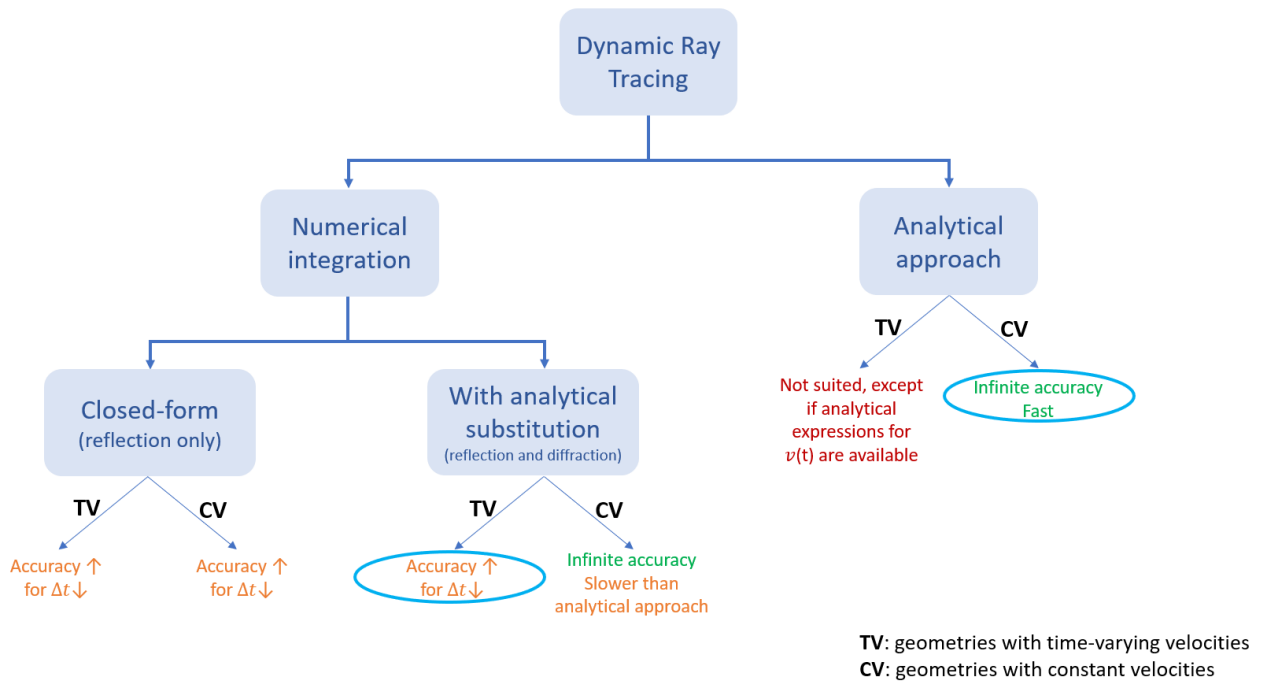 Dynamic Ray
Tracing
Numerical
integration
Analytical
approach
TV
CV
Not suited, except
if analytical
expressions for
v(t) are available
Infinite accuracy
Fast
Closed-form
(reflection only)
With analytical
substitution
(reflection and diffraction)
TV
CV
TV
CV
Accuracy ↑
for Δt ↓
Accuracy ↑
for Δt ↓
Accuracy ↑
for Δt ↓
Infinite accuracy
Slower than
analytical approach
TV: geometries with time-varying velocities
CV: geometries with constant velocities